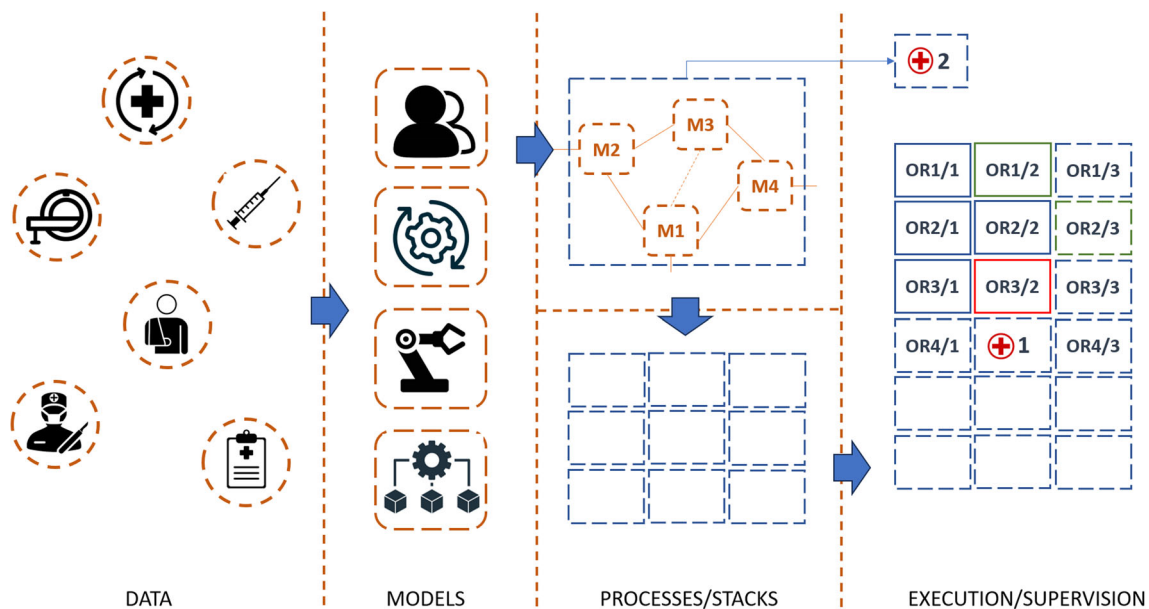 2
M3
M2
M4
M1
OR1/1 OR1/2 OR1/3
OR2/1 OR2/2 OR2/3
OR3/1 OR3/2 OR3/3
OR4/1 1 OR4/3
DATA MODELS PROCESSES/STACKS EXECUTION/SUPERVISION